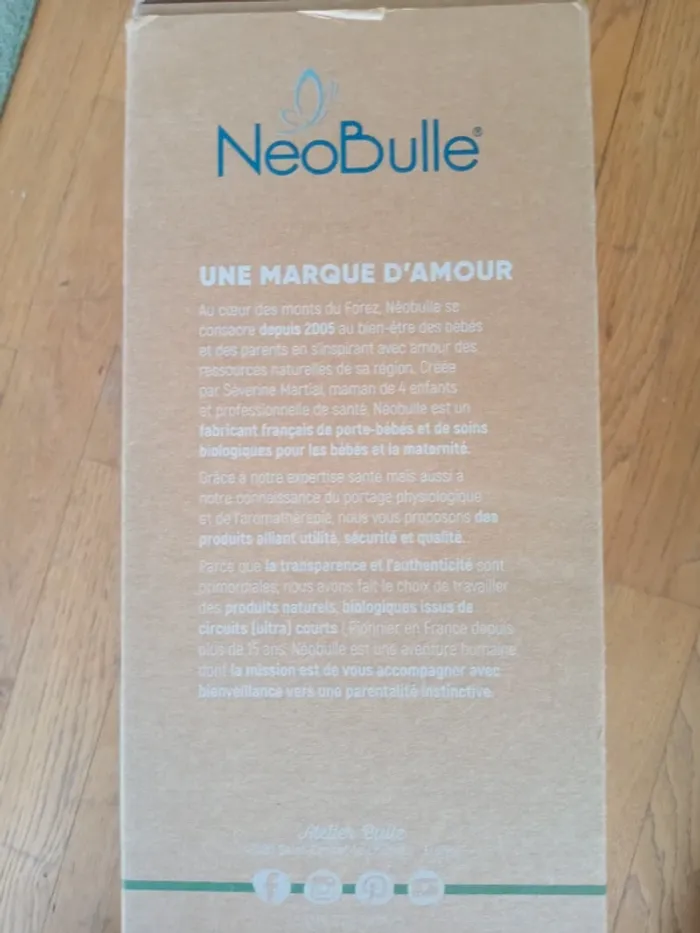 NeoBulle®
UNE MARQUE D'AMOUR
Au cœur des monts du Forez, Néobulle se
consacre depuis 2005 au bien-être des bébés
et des parents en s'inspirant avec amour des
ressources naturelles de sa région. Créée
par Séverine Martial, maman de 4 enfants
et professionnelle de santé, Néobulle est un
fabricant français de porte-bébés et de soins
biologiques pour les bébés et la maternité.
Grâce à notre expertise santé mais aussi à
notre connaissance du portage physiologique
et de l'aromathérapie, nous vous proposons des
produits alliant utilité, sécurité et qualité.
Parce que la transparence et l'authenticité sont
primordiales, nous avons fait le choix de travailler
des produits naturels, biologiques issus de
circuits (ultra) courts ! Pionnier en France depuis
plus de 15 ans, Néobulle est une aventure humaine
dont la mission est de vous accompagner avec
bienveillance vers une parentalité instinctive.
Atelier Bulle